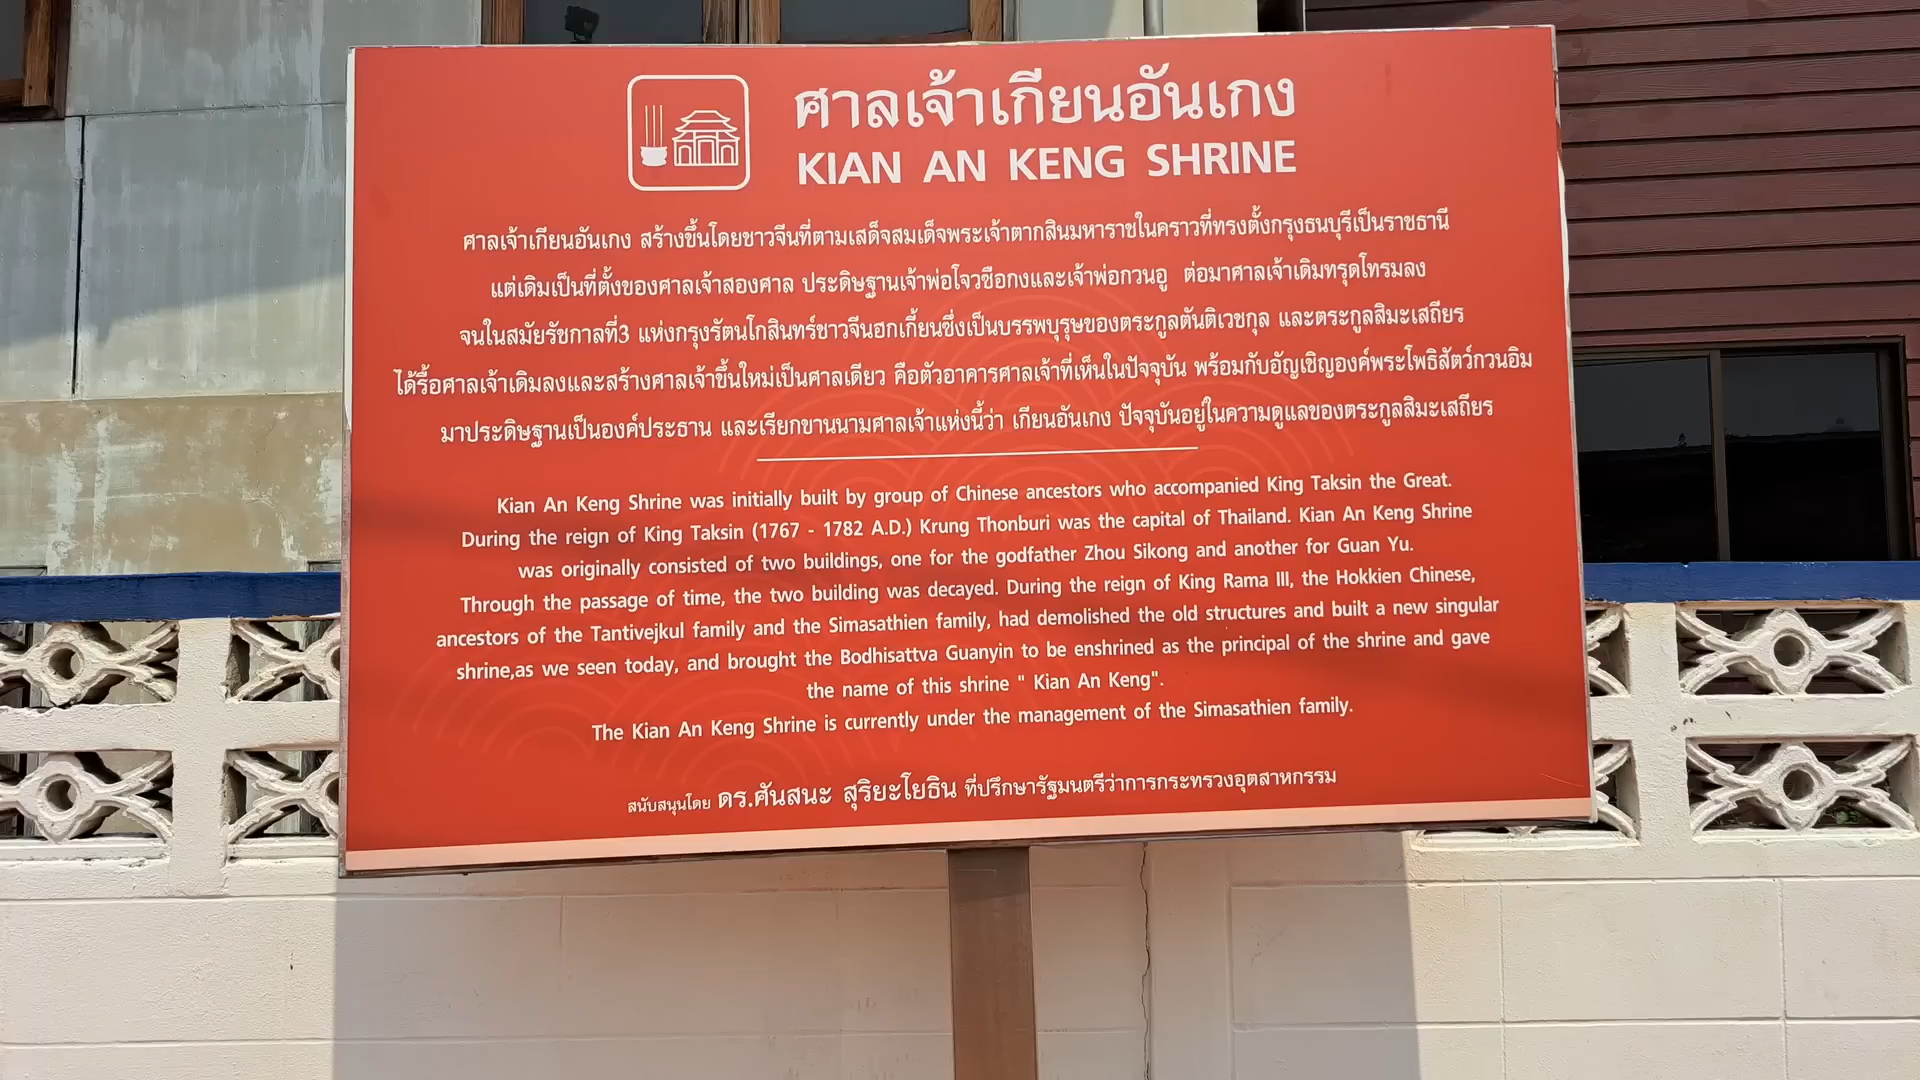 ศาลเจ้าเกียนอันเกง
KIAN AN KENG SHRINE
ศาลเจ้าเกียนอันเกง สร้างขึ้นโดยชาวจีนที่ตามเสด็จสมเด็จพระเจ้าตากสินมหาราชในคราวที่ทรงตั้งกรุงธนบุรีเป็นราชธานี
แต่เดิมเป็นที่ตั้งของศาลเจ้าสองศาล ประดิษฐานเจ้าพ่อโจวซือกงและเจ้าพ่อกวนอู ต่อมาศาลเจ้าเดิมทรุดโทรมลง
จนในสมัยรัชกาลที่3 แห่งกรุงรัตนโกสินทร์ชาวจีนฮกเกี้ยนซึ่งเป็นบรรพบุรุษของตระกูลตันติเวชกุล และตระกูลสิมะเสถียร
ได้รื้อศาลเจ้าเดิมลงและสร้างศาลเจ้าขึ้นใหม่เป็นศาลเดียว คือตัวอาคารศาลเจ้าที่เห็นในปัจจุบัน พร้อมกับอัญเชิญองค์พระโพธิสัตว์กวนอิม
มาประดิษฐานเป็นองค์ประธาน และเรียกขานนามศาลเจ้าแห่งนี้ว่า เกียนอันเกง ปัจจุบันอยู่ในความดูแลของตระกูลสิมะเสถียร
Kian An Keng Shrine was initially built by group of Chinese ancestors who accompanied King Taksin the Great.
During the reign of King Taksin (1767 - 1782 A.D.) Krung Thonburi was the capital of Thailand. Kian An Keng Shrine
was originally consisted of two buildings, one for the godfather Zhou Sikong and another for Guan Yu.
Through the passage of time, the two building was decayed. During the reign of King Rama III, the Hokkien Chinese,
ancestors of the Tantivejkul family and the Simasathien family, had demolished the old structures and built a new singular
shrine,as we seen today, and brought the Bodhisattva Guanyin to be enshrined as the principal of the shrine and gave
the name of this shrine " Kian An Keng".
The Kian An Keng Shrine is currently under the management of the Simasathien family.
สนับสนุนโดย ดร.ศันสนะ สุริยะโยธิน ที่ปรึกษารัฐมนตรีว่าการกระทรวงอุตสาหกรรม